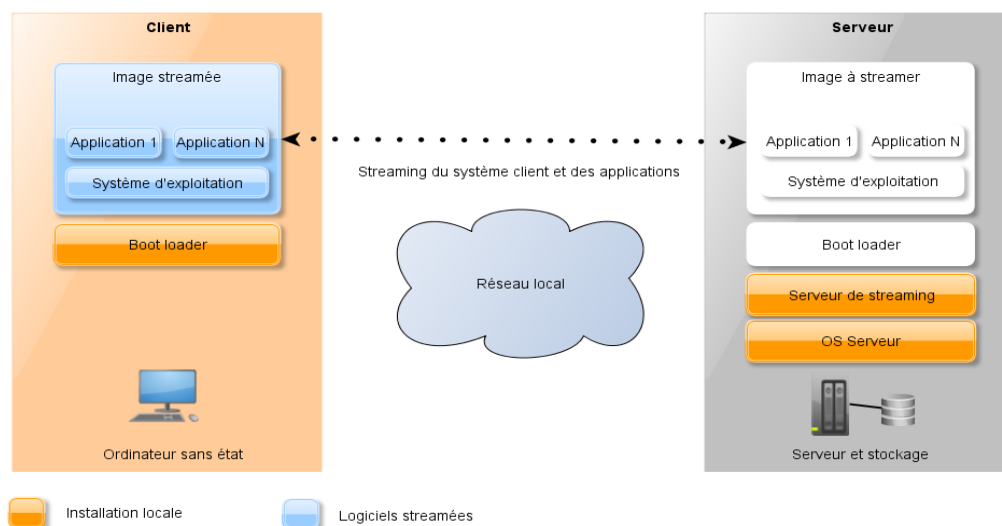 Client
Image streamée
Application 1
Application N
Système d'exploitation
Boot loader
Ordinateur sans état
Streaming du système client et des applications
Réseau local
Serveur
Image à streamer
Application 1
Application N
Système d'exploitation
Boot loader
Serveur de streaming
OS Serveur
Serveur et stockage
Installation locale
Logiciels streamées